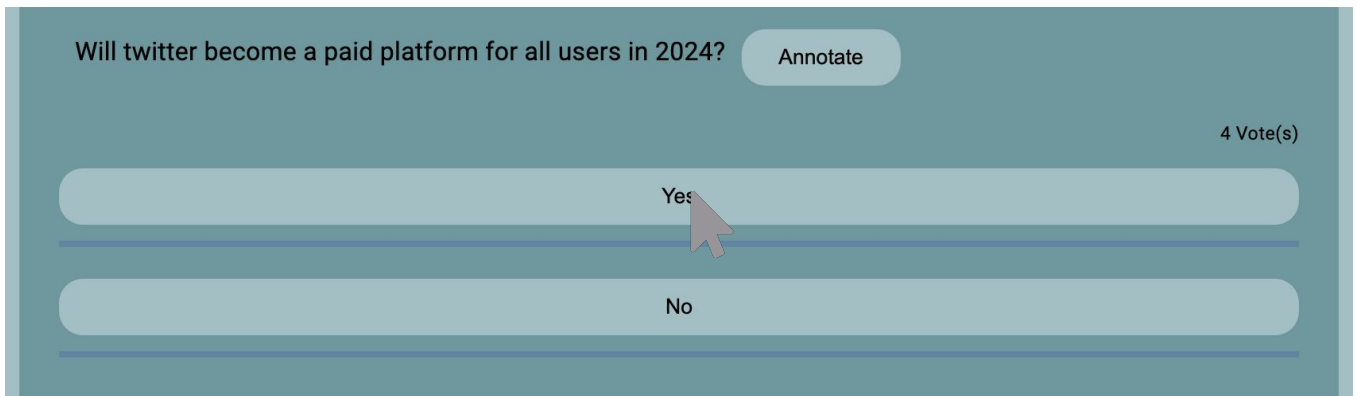 Will twitter become a paid platform for all users in 2024?
Annotate
4 Vote(s)
Yes
No